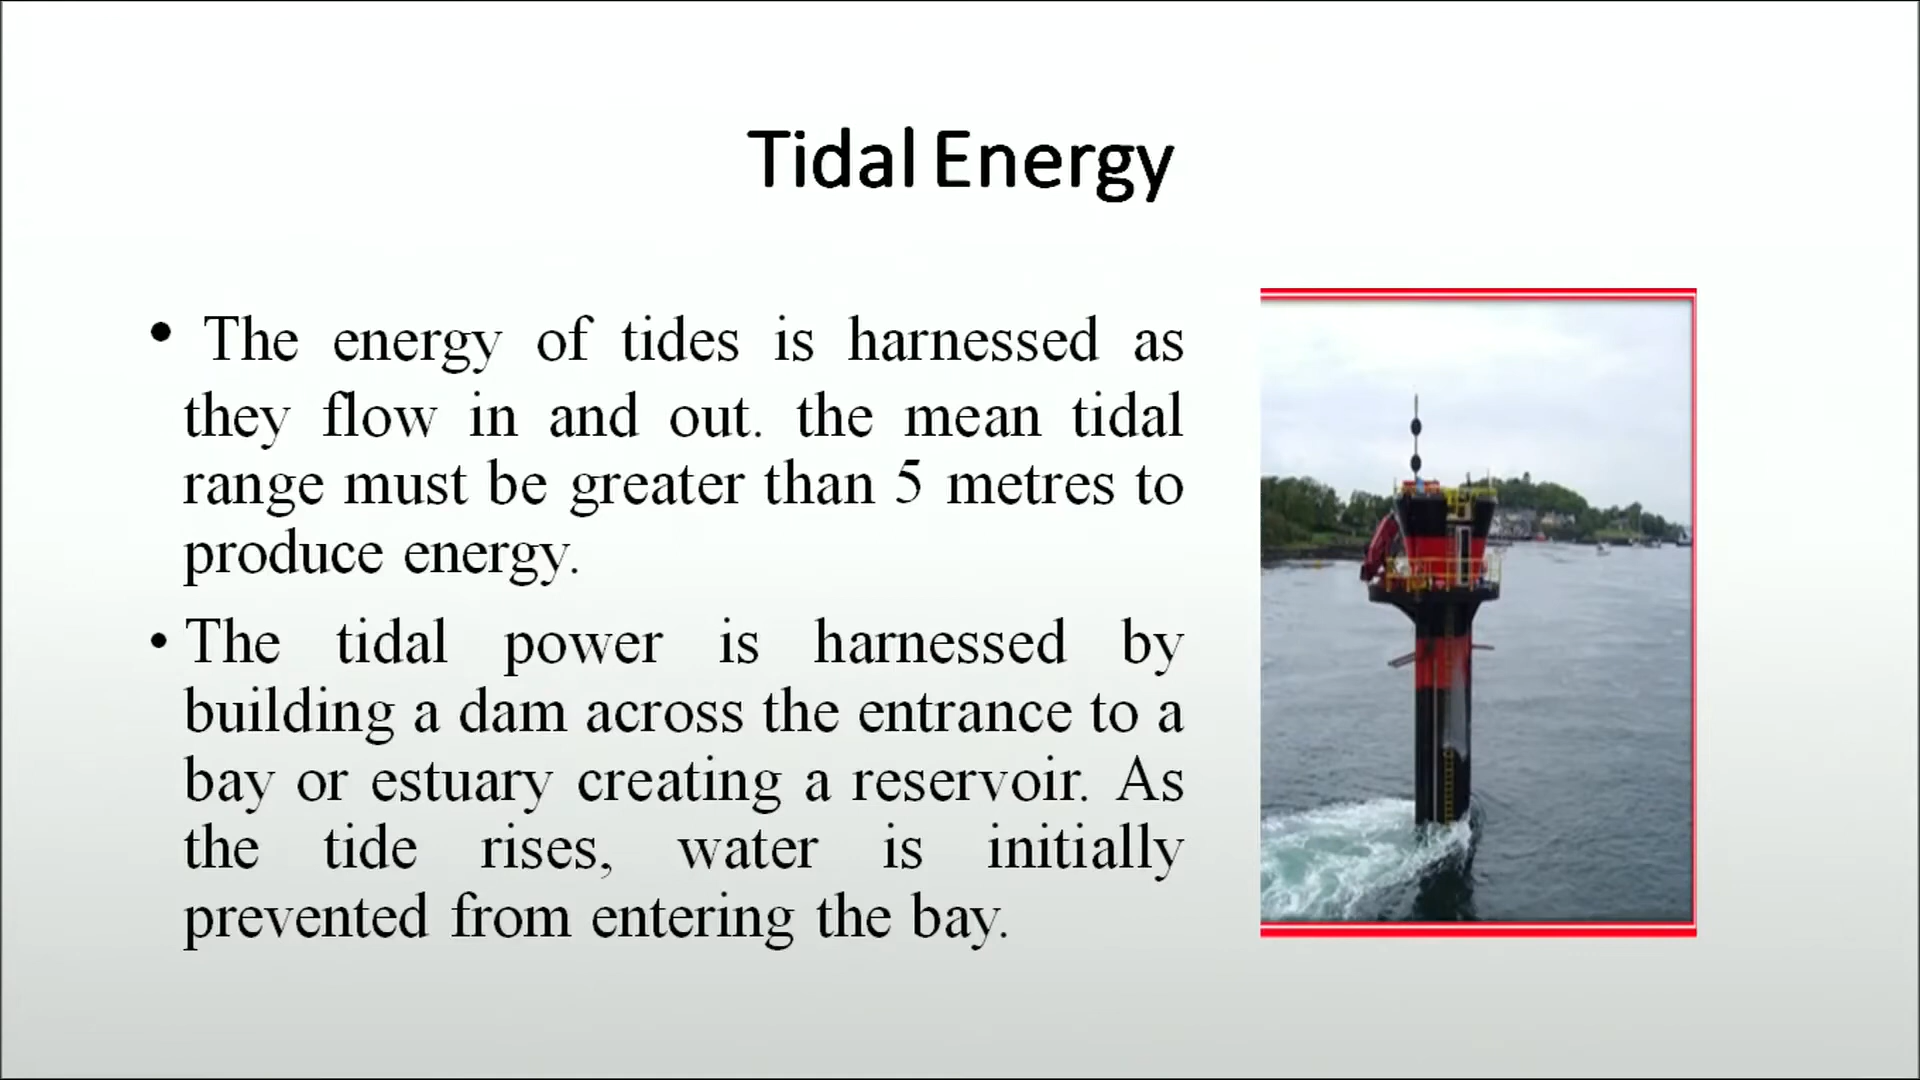 Tidal Energy
• The energy of tides is harnessed as
they flow in and out. the mean tidal
range must be greater than 5 metres to
produce energy.
• The tidal power is harnessed by
building a dam across the entrance to a
bay or estuary creating a reservoir. As
the tide rises, water is initially
prevented from entering the bay.